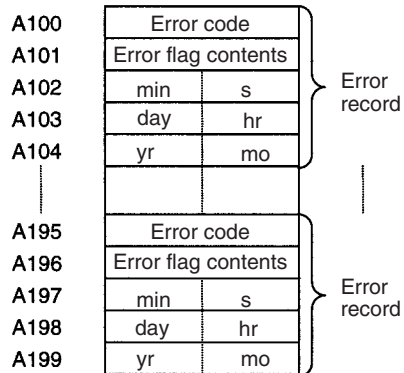 A100 Error code
A101 Error flag contents
A102 min s
A103 day hr
A104 yr mo
Error
record
A195 Error code
A196 Error flag contents
A197 min s
A198 day hr
A199 yr mo
Error
record